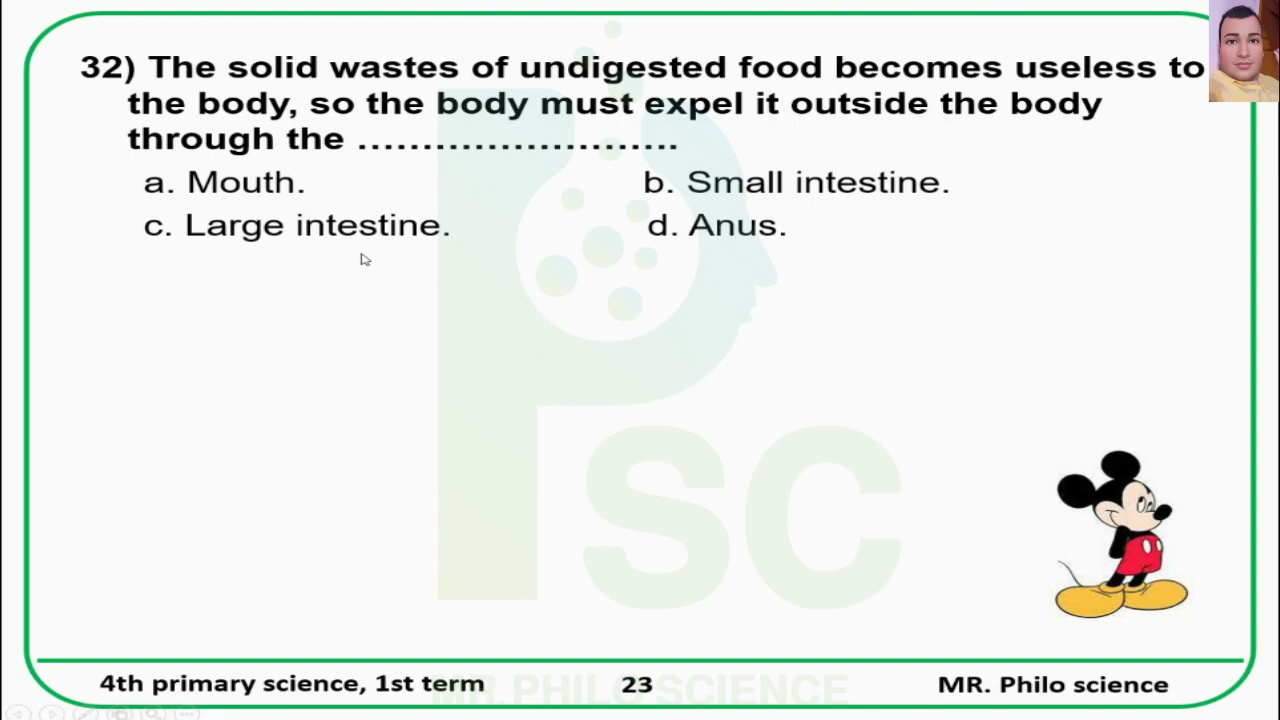 32) The solid wastes of undigested food becomes useless to
the body, so the body must expel it outside the body
through the ..........................
a. Mouth.
b. Small intestine.
c. Large intestine.
d. Anus.
PSC
MR. PHILO SCIENCE
4th primary science, 1st term
23
MR. Philo science